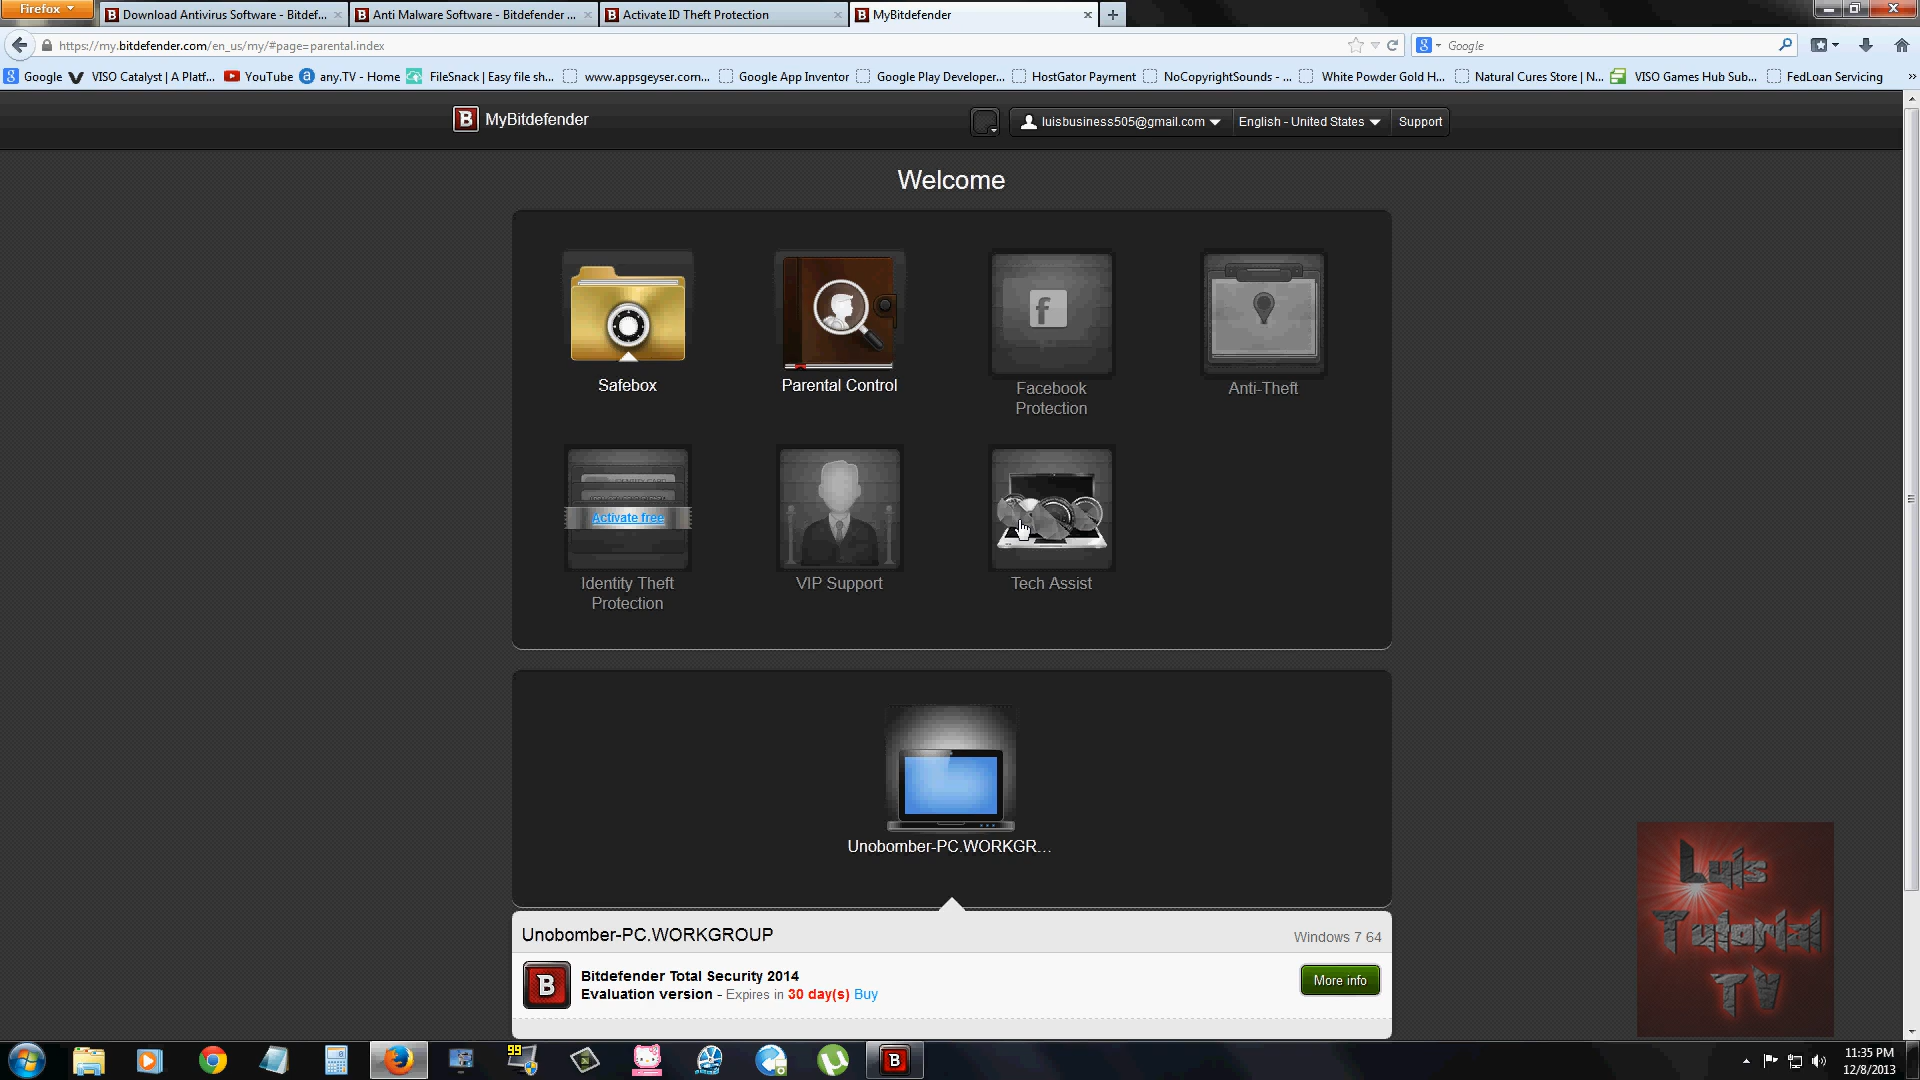 Firefox
Download Antivirus Software - Bitdef...
Anti Malware Software - Bitdefender ...
Activate ID Theft Protection
MyBitdefender
https://my.bitdefender.com/en_us/my/#page=parental.index
Google
Google
VISO Catalyst | A Platf...
YouTube
any.TV - Home
FileSnack | Easy file sh...
www.appsgeyser.com...
Google App Inventor
Google Play Developer...
HostGator Payment
NoCopyrightSounds - ...
White Powder Gold H...
Natural Cures Store | N...
VISO Games Hub Sub...
FedLoan Servicing
B MyBitdefender
luisbusiness505@gmail.com
English - United States
Support
Welcome
Safebox
Parental Control
Facebook
Protection
Anti-Theft
Activate free
Identity Theft
Protection
VIP Support
Tech Assist
Unobomber-PC.WORKGR...
Unobomber-PC.WORKGROUP
Windows 7 64
Bitdefender Total Security 2014
Evaluation version - Expires in 30 day(s) Buy
More info
Luis
Tutorial
TV
99
11:35 PM
12/8/2013